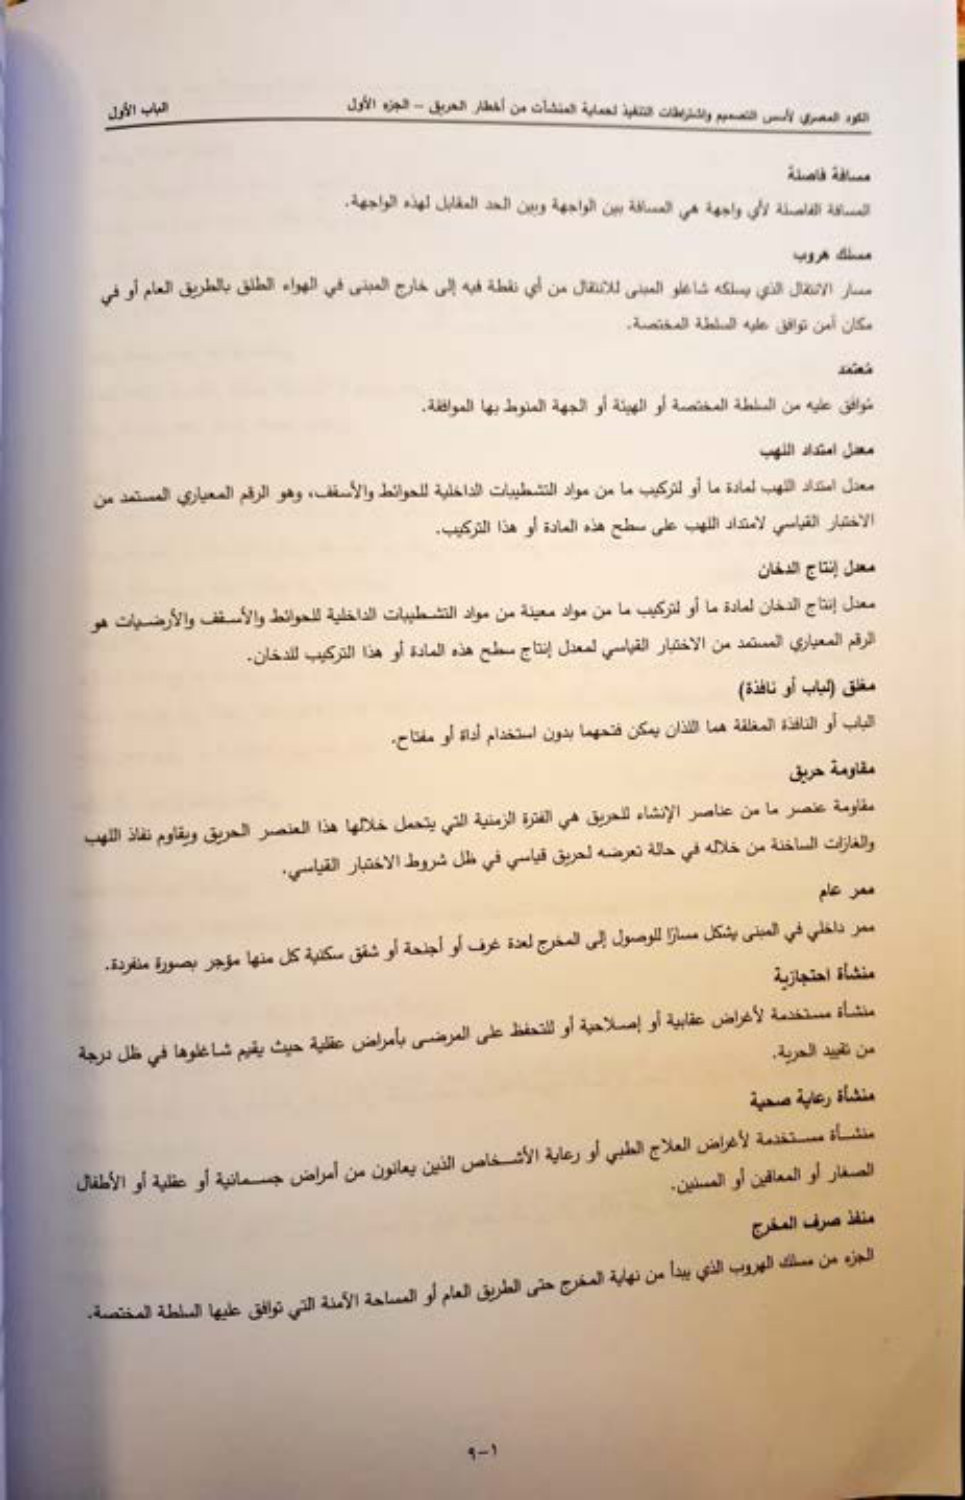 الكود المصري لأسس التصميم واشتراطات التنفيذ لحماية المنشآت من أخطار الحريق – الجزء الأول
الباب الأول
مسافة فاصلة
المسافة الفاصلة لأي واجهة هي المسافة بين الواجهة وبين الحد المقابل لهذه الواجهة.
مسلك هروب
مسار الانتقال الذي يسلكه شاغلو المبنى للانتقال من أي نقطة فيه إلى خارج المبنى في الهواء الطلق بالطريق العام أو في
مكان آمن توافق عليه السلطة المختصة.
مُعتمد
مُوافق عليه من السلطة المختصة أو الهيئة أو الجهة المنوط بها الموافقة.
معدل امتداد اللهب
معدل امتداد اللهب لمادة ما أو لتركيب ما من مواد التشطيبات الداخلية للحوائط والأسقف، وهو الرقم المعياري المستمد من
الاختبار القياسي لامتداد اللهب على سطح هذه المادة أو هذا التركيب.
معدل إنتاج الدخان
معدل إنتاج الدخان لمادة ما أو لتركيب ما من مواد معينة من مواد التشطيبات الداخلية للحوائط والأسقف والأرضيات هو
الرقم المعياري المستمد من الاختبار القياسي لمعدل إنتاج سطح هذه المادة أو هذا التركيب للدخان.
مغلق (لباب أو نافذة)
الباب أو النافذة المغلقة هما اللذان يمكن فتحهما بدون استخدام أداة أو مفتاح.
مقاومة حريق
مقاومة عنصر ما من عناصر الإنشاء للحريق هي الفترة الزمنية التي يتحمل خلالها هذا العنصر الحريق ويقاوم نفاذ اللهب
والغازات الساخنة من خلاله في حالة تعرضه لحريق قياسي في ظل شروط الاختبار القياسي.
ممر عام
ممر داخلي في المبنى يشكل مسارًا للوصول إلى المخرج لعدة غرف أو أجنحة أو شقق سكنية كل منها مؤجر بصورة منفردة.
منشأة احتجازية
منشأة مستخدمة لأغراض عقابية أو إصلاحية أو للتحفظ على المرضى بأمراض عقلية حيث يقيم شاغلوها في ظل درجة
من تقييد الحرية.
منشأة رعاية صحية
منشأة مستخدمة لأغراض العلاج الطبي أو رعاية الأشخاص الذين يعانون من أمراض جسمانية أو عقلية أو الأطفال
الصغار أو المعاقين أو المسنين.
منفذ صرف المخرج
الجزء من مسلك الهروب الذي يبدأ من نهاية المخرج حتى الطريق العام أو المساحة الآمنة التي توافق عليها السلطة المختصة.
١–٩